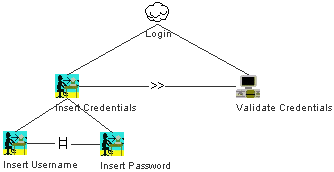 Login
Insert Credentials
>>
Validate Credentials
Insert Username
|=|
Insert Password